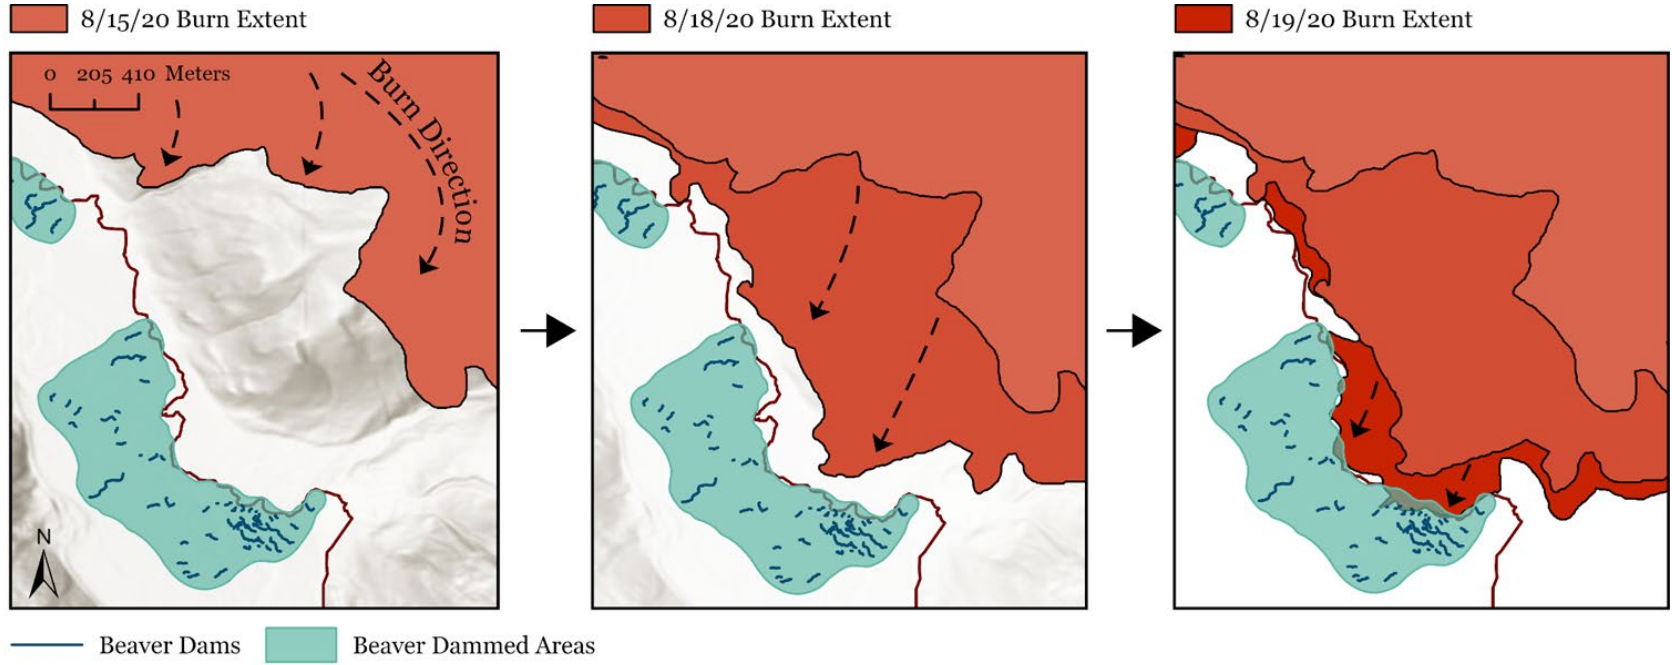 8/15/20 Burn Extent
8/18/20 Burn Extent
8/19/20 Burn Extent
0 205 410 Meters
Burn Direction
N
Beaver Dams
Beaver Dammed Areas